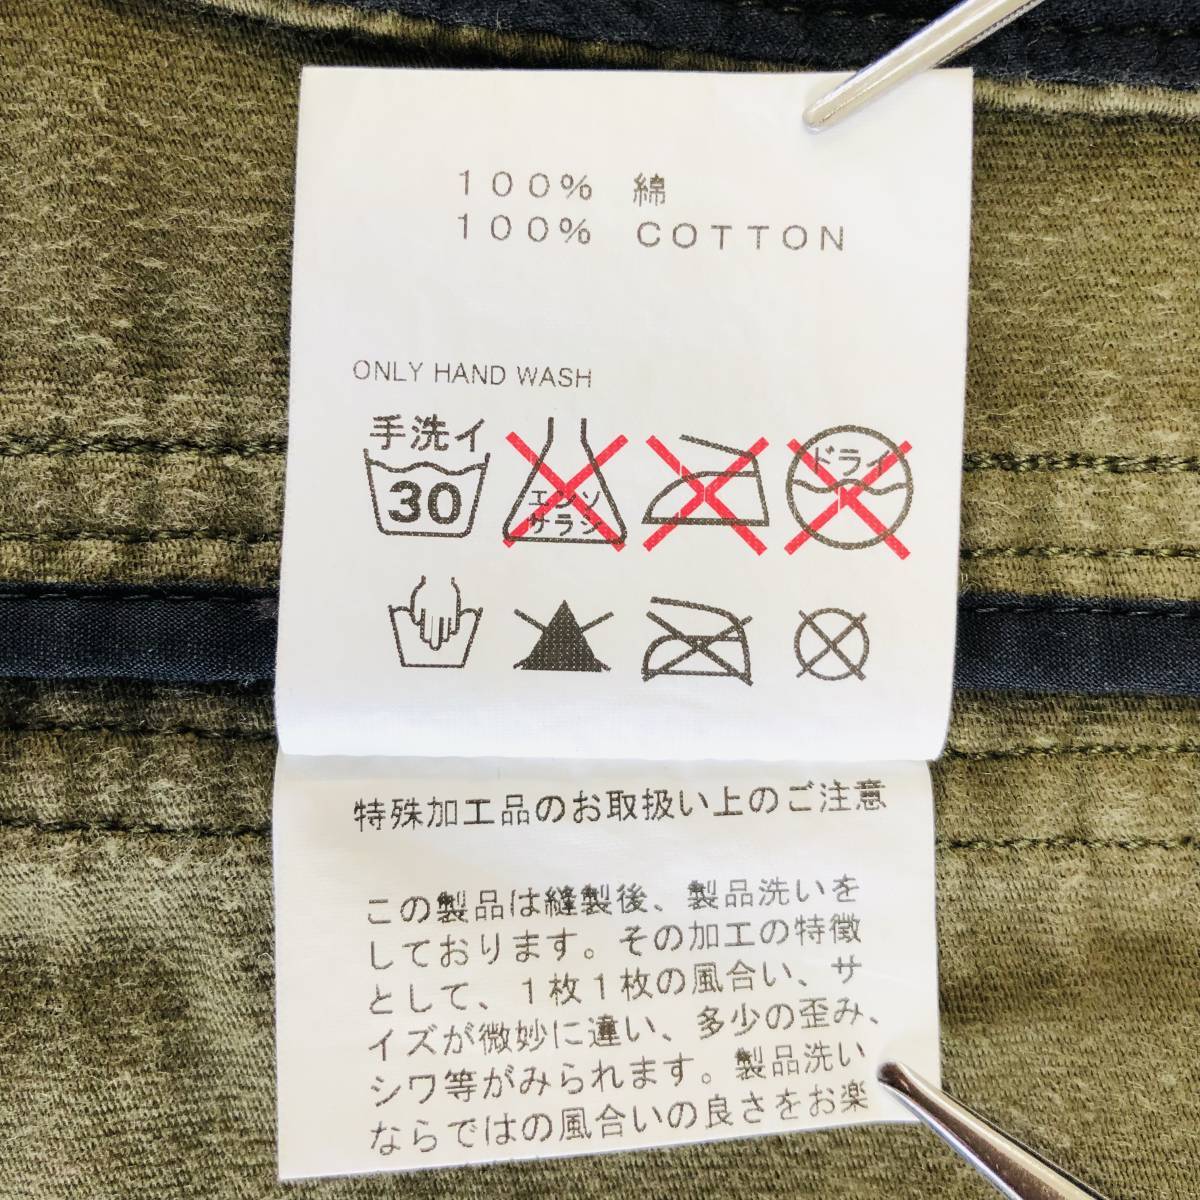 100% 綿
100% COTTON
ONLY HAND WASH
手洗イ
30
エンソ
サラシ
ドライ
特殊加工品のお取扱い上のご注意
この製品は縫製後、製品洗いを
しております。その加工の特徴
として、1枚1枚の風合い、サ
イズが微妙に違い、多少の歪み、
シワ等がみられます。製品洗い
ならではの風合いの良さをお楽